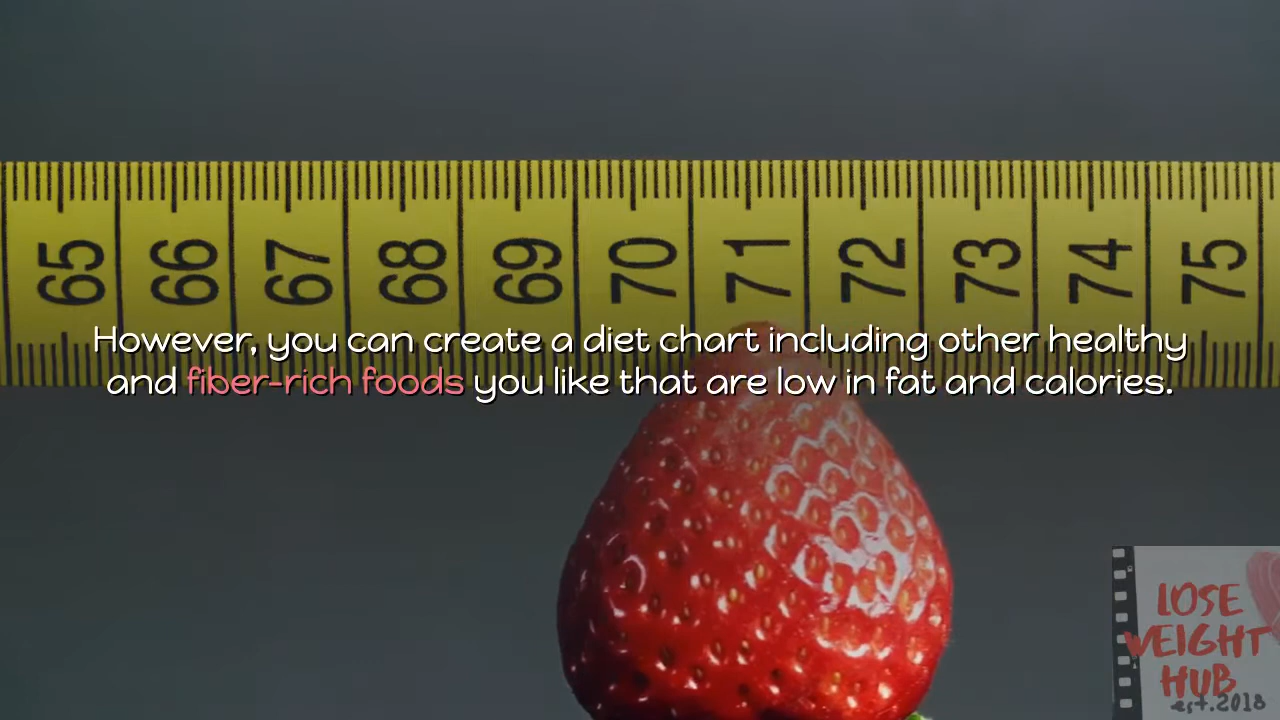 65 66 67 68 69 70 71 72 73 74 75
However, you can create a diet chart including other healthy
and fiber-rich foods you like that are low in fat and calories.
LOSE
WEIGHT
HUB
est.2018